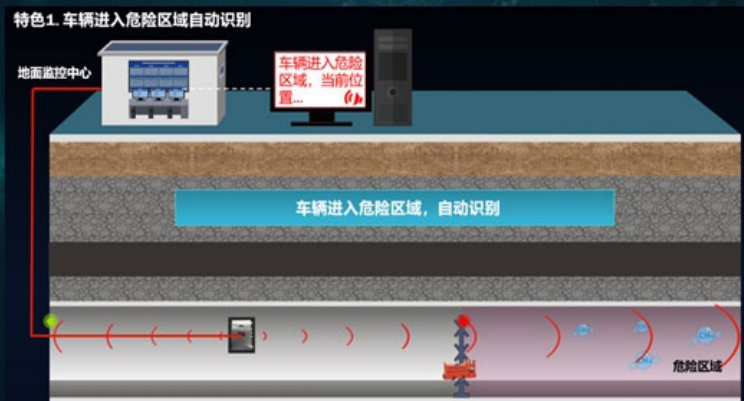 特色1. 车辆进入危险区域自动识别
地面监控中心
车辆进入危险
区域，当前位
置...
车辆进入危险区域，自动识别
CH₄
CH₄
危险区域